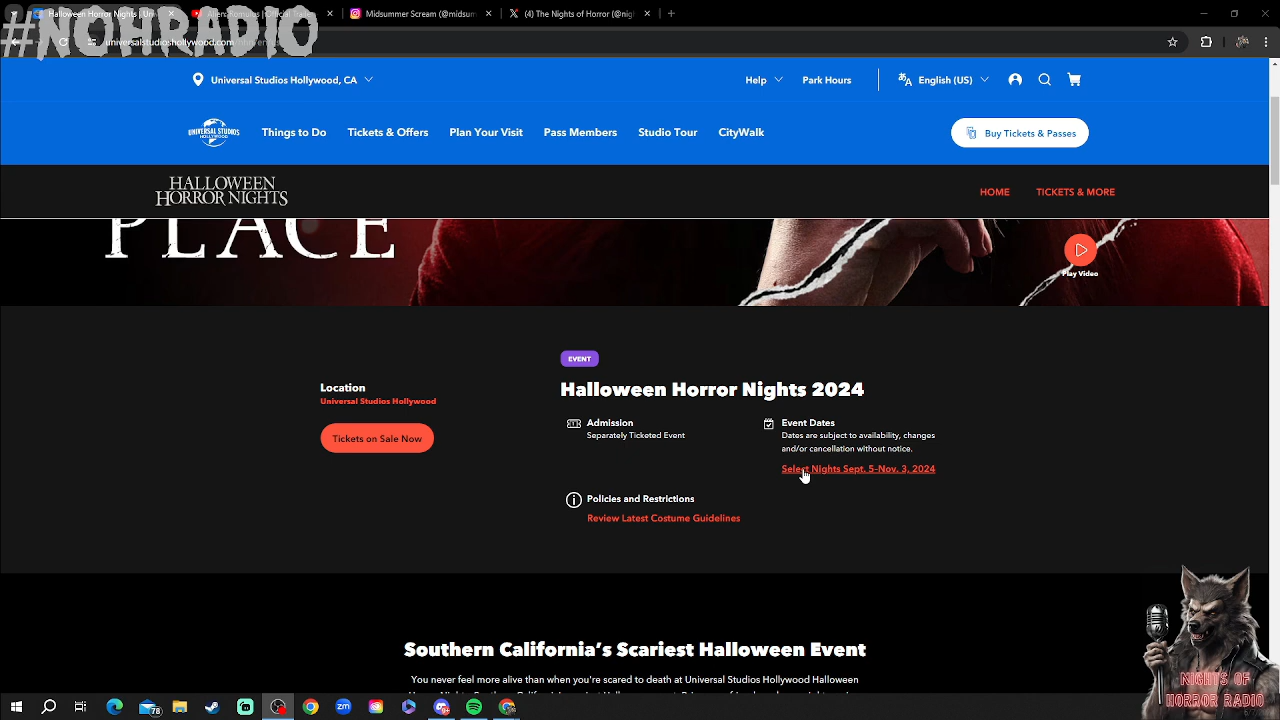 #NOHRADIO
Halloween Horror Nights | Uni
Alien: Romulus | Official Trailer
Midsummer Scream (@midsum
(4) The Nights of Horror (@nig
universalstudioshollywood.com
Universal Studios Hollywood, CA
Help
Park Hours
English (US)
UNIVERSAL STUDIOS
HOLLYWOOD
Things to Do
Tickets & Offers
Plan Your Visit
Pass Members
Studio Tour
CityWalk
Buy Tickets & Passes
HALLOWEEN
HORROR NIGHTS
HOME
TICKETS & MORE
PLACE
Play Video
EVENT
Halloween Horror Nights 2024
Location
Universal Studios Hollywood
Tickets on Sale Now
Admission
Separately Ticketed Event
Event Dates
Dates are subject to availability, changes
and/or cancellation without notice.
Select Nights Sept. 5-Nov. 3, 2024
Policies and Restrictions
Review Latest Costume Guidelines
Southern California's Scariest Halloween Event
You never feel more alive than when you're scared to death at Universal Studios Hollywood Halloween
NIGHTS OF
HORROR RADIO